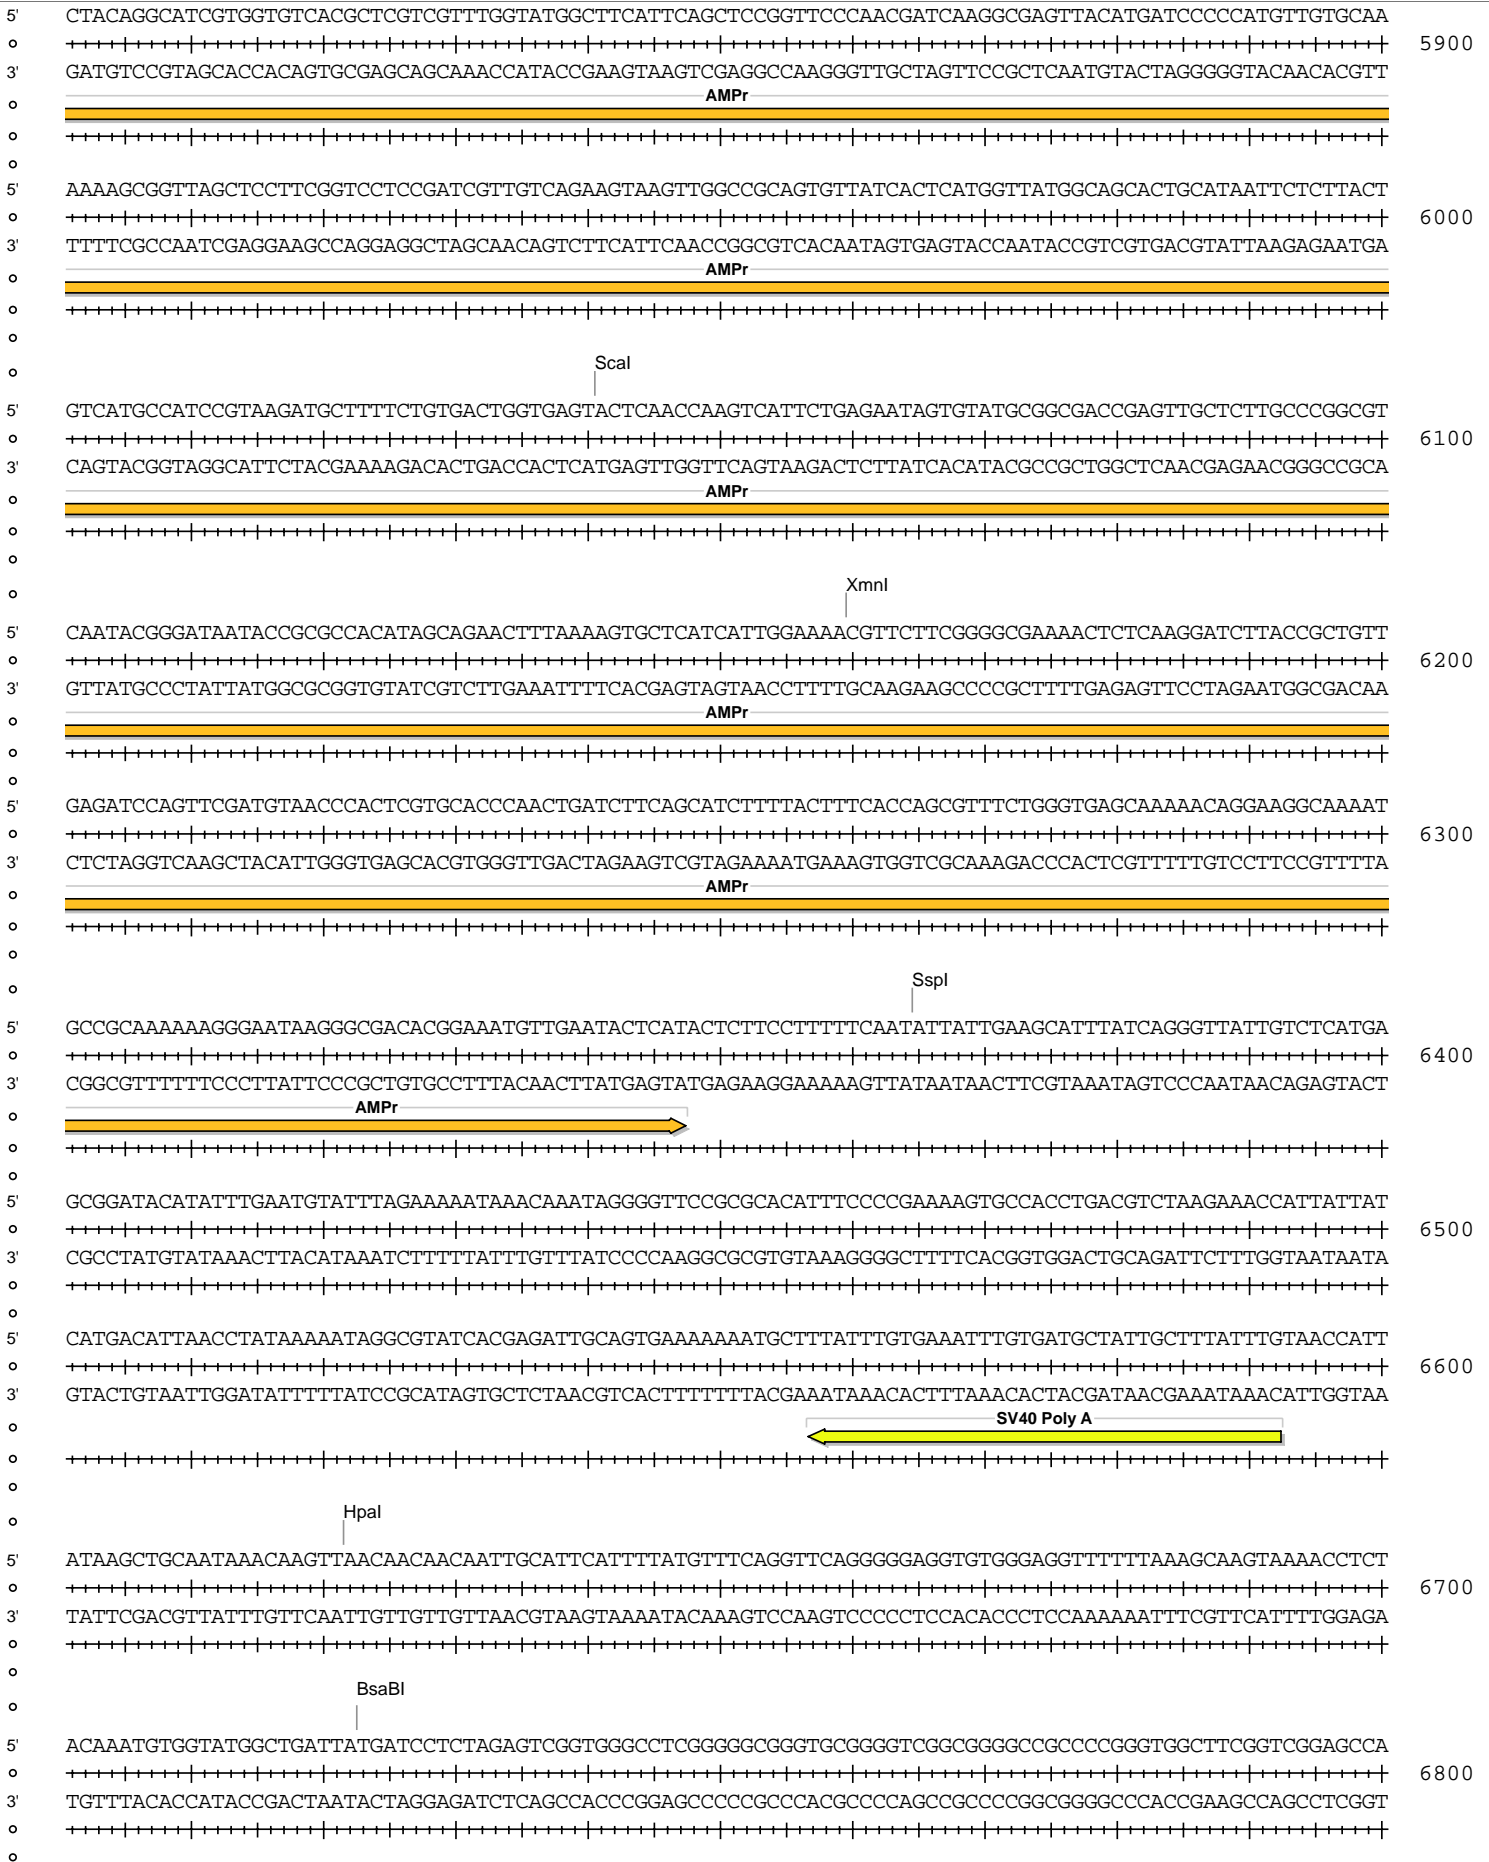 5' CTACAGGCATCGTGGTGTCACGCTCGTCGTTTGGTATGGCTTCATTCAGCTCCGGTTCCCAACGATCAAGGCGAGTTACATGATCCCCCATGTTGTGCAA
5900
3' GATGTCCGTAGCACCACAGTGCGAGCAGCAAACCATACCGAAGTAAGTCGAGGCCAAGGGTTGCTAGTTCCGCTCAATGTACTAGGGGGTACAACACGTT
AMPr
5' AAAAGCGGTTAGCTCCTTCGGTCCTCCGATCGTTGTCAGAAGTAAGTTGGCCGCAGTGTTATCACTCATGGTTATGGCAGCACTGCATAATTCTCTTACT
6000
3' TTTTCGCCAATCGAGGAAGCCAGGAGGCTAGCAACAGTCTTCATTCAACCGGCGTCACAATAGTGAGTACCAATACCGTCGTGACGTATTAAGAGAATGA
AMPr
ScaI
5' GTCATGCCATCCGTAAGATGCTTTTCTGTGACTGGTGAGTACTCAACCAAGTCATTCTGAGAATAGTGTATGCGGCGACCGAGTTGCTCTTGCCCGGCGT
6100
3' CAGTACGGTAGGCATTCTACGAAAAGACACTGACCACTCATGAGTTGGTTCAGTAAGACTCTTATCACATACGCCGCTGGCTCAACGAGAACGGGCCGCA
AMPr
XmnI
5' CAATACGGGATAATACCGCGCCACATAGCAGAACTTTAAAAGTGCTCATCATTGGAAAACGTTCTTCGGGGCGAAAACTCTCAAGGATCTTACCGCTGTT
6200
3' GTTATGCCCTATTATGGCGCGGTGTATCGTCTTGAAATTTTCACGAGTAGTAACCTTTTGCAAGAAGCCCCGCTTTTGAGAGTTCCTAGAATGGCGACAA
AMPr
5' GAGATCCAGTTCGATGTAACCCACTCGTGCACCCAACTGATCTTCAGCATCTTTTACTTTCACCAGCGTTTCTGGGTGAGCAAAAACAGGAAGGCAAAAT
6300
3' CTCTAGGTCAAGCTACATTGGGTGAGCACGTGGGTTGACTAGAAGTCGTAGAAAATGAAAGTGGTCGCAAAGACCCACTCGTTTTTGTCCTTCCGTTTTA
AMPr
SspI
5' GCCGCAAAAAAGGGAATAAGGGCGACACGGAAATGTTGAATACTCATACTCTTCCTTTTTCAATATTATTGAAGCATTTATCAGGGTTATTGTCTCATGA
6400
3' CGGCGTTTTTTCCCTTATTCCCGCTGTGCCTTTACAACTTATGAGTATGAGAAGGAAAAAGTTATAATAACTTCGTAAATAGTCCCAATAACAGAGTACT
AMPr
5' GCGGATACATATTTGAATGTATTTAGAAAAATAAACAAATAGGGGTTCCGCGCACATTTCCCCGAAAAGTGCCACCTGACGTCTAAGAAACCATTATTAT
6500
3' CGCCTATGTATAAACTTACATAAATCTTTTTATTTGTTTATCCCCAAGGCGCGTGTAAAGGGGCTTTTCACGGTGGACTGCAGATTCTTTGGTAATAATA
5' CATGACATTAACCTATAAAAATAGGCGTATCACGAGATTGCAGTGAAAAAAATGCTTTATTTGTGAAATTTGTGATGCTATTGCTTTATTTGTAACCATT
6600
3' GTACTGTAATTGGATATTTTTATCCGCATAGTGCTCTAACGTCACTTTTTTTACGAAATAAACACTTTAAACACTACGATAACGAAATAAACATTGGTAA
SV40 Poly A
HpaI
5' ATAAGCTGCAATAAACAAGTTAACAACAACAATTGCATTCATTTTATGTTTCAGGTTCAGGGGGAGGTGTGGGAGGTTTTTTAAAGCAAGTAAAACCTCT
6700
3' TATTCGACGTTATTTGTTCAATTGTTGTTGTTAACGTAAGTAAAATACAAAGTCCAAGTCCCCCTCCACACCCTCCAAAAAATTTCGTTCATTTTGGAGA
BsaBI
5' ACAAATGTGGTATGGCTGATTATGATCCTCTAGAGTCGGTGGGCCTCGGGGGCGGGTGCGGGGTCGGCGGGGCCGCCCCGGGTGGCTTCGGTCGGAGCCA
6800
3' TGTTTACACCATACCGACTAATACTAGGAGATCTCAGCCACCCGGAGCCCCCGCCCACGCCCCAGCCGCCCCGGCGGGGCCCACCGAAGCCAGCCTCGGT